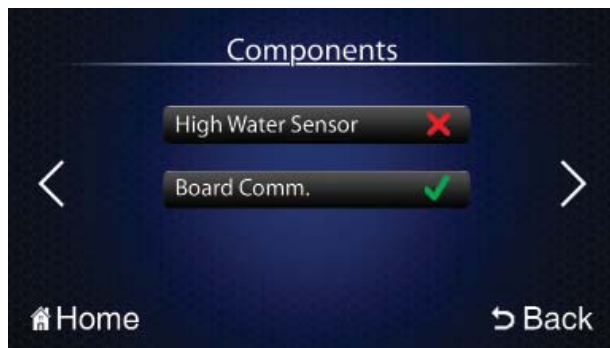 Components
High Water Sensor
Board Comm.
Home
Back